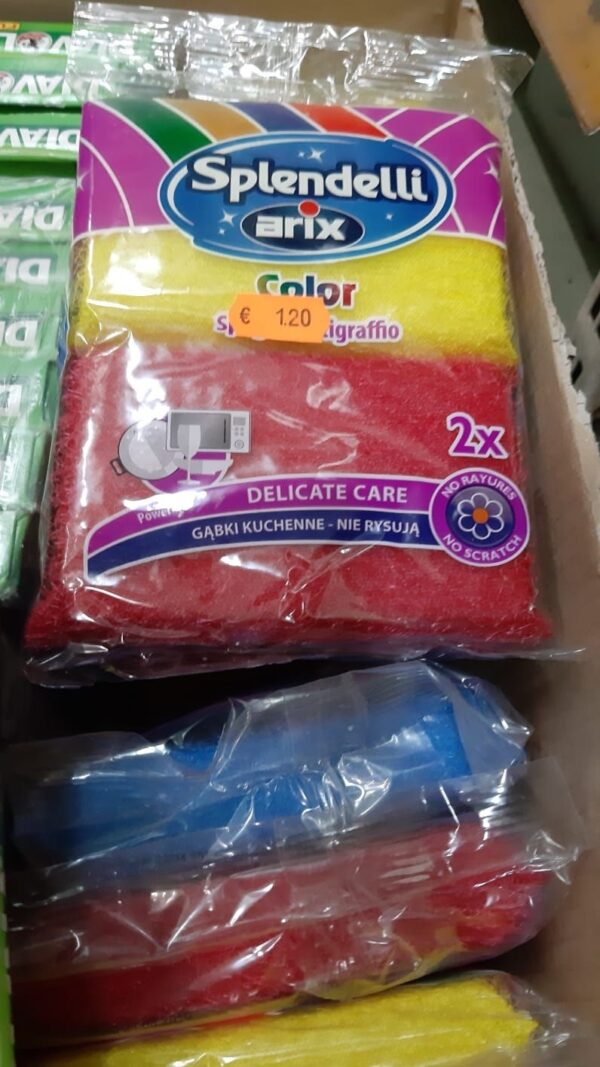 Splendelli
arix
Color
€ 1.20
2x
DELICATE CARE
GĄBKI KUCHENNE - NIE RYSUJĄ
NO RAYURES
NO SCRATCH